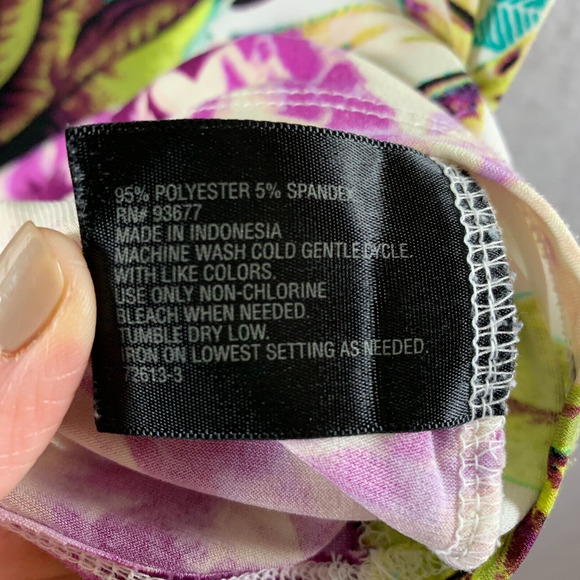 95% POLYESTER 5% SPANDEX
RN# 93677
MADE IN INDONESIA
MACHINE WASH COLD GENTLE CYCLE
WITH LIKE COLORS.
USE ONLY NON-CHLORINE
BLEACH WHEN NEEDED.
TUMBLE DRY LOW.
IRON ON LOWEST SETTING AS NEEDED.
72613-3